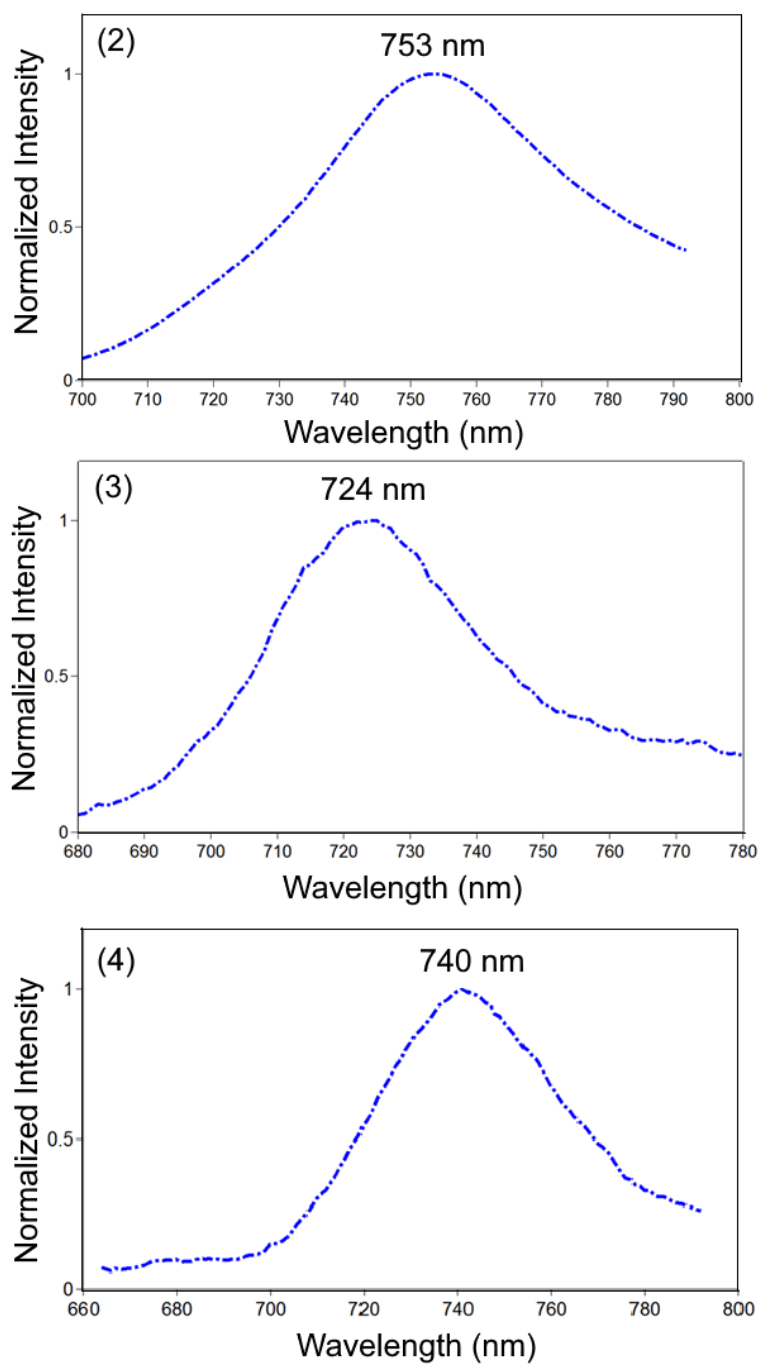 (2)
753 nm
Normalized Intensity
1
0.5
0
700 710 720 730 740 750 760 770 780 790 800
Wavelength (nm)
(3)
724 nm
Normalized Intensity
1
0.5
0
680 690 700 710 720 730 740 750 760 770 780
Wavelength (nm)
(4)
740 nm
Normalized Intensity
1
0.5
0
660 680 700 720 740 760 780 800
Wavelength (nm)